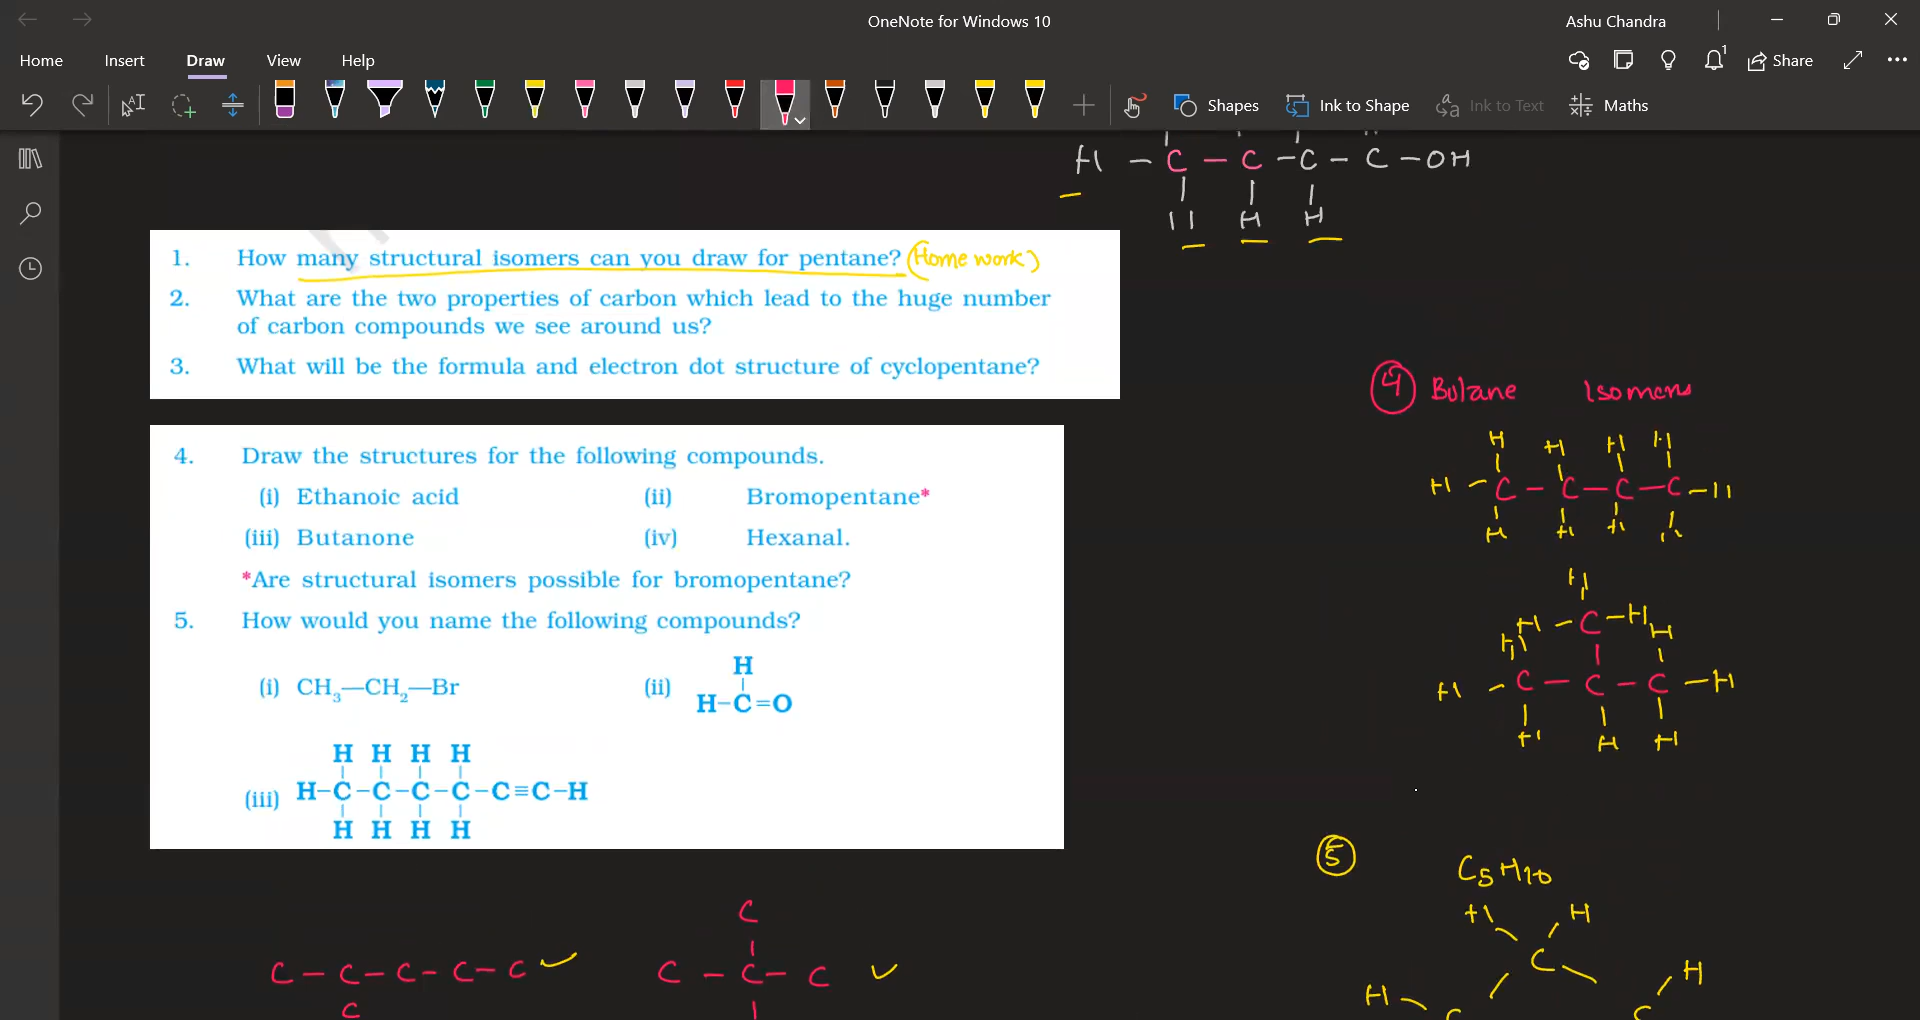 OneNote for Windows 10
Ashu Chandra
Home Insert Draw View Help
1 Share
Shapes Ink to Shape Ink to Text Maths
H - C - C - C - C - OH
H H
1. How many structural isomers can you draw for pentane? (Home work)
2. What are the two properties of carbon which lead to the huge number
of carbon compounds we see around us?
3. What will be the formula and electron dot structure of cyclopentane?
4. Draw the structures for the following compounds.
(i) Ethanoic acid (ii) Bromopentane*
(iii) Butanone (iv) Hexanal.
*Are structural isomers possible for bromopentane?
5. How would you name the following compounds?
(i) CH₃—CH₂—Br (ii) H
H-C=O
H H H H
(iii) H-C-C-C-C-C≡C-H
H H H H
4 Butane Isomers
H H H H
H - C - C - C - C - H
H H H
H
H - C - H
H H
H - C - C - C - H
H H H
5 C₅H₁₀
H H
C
H H
C C
C - C - C - C - C
C
C
C - C - C